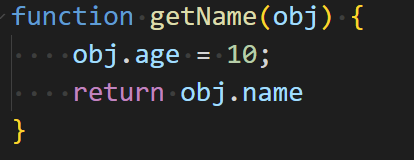 function getName(obj) {
    obj.age = 10;
    return obj.name
}